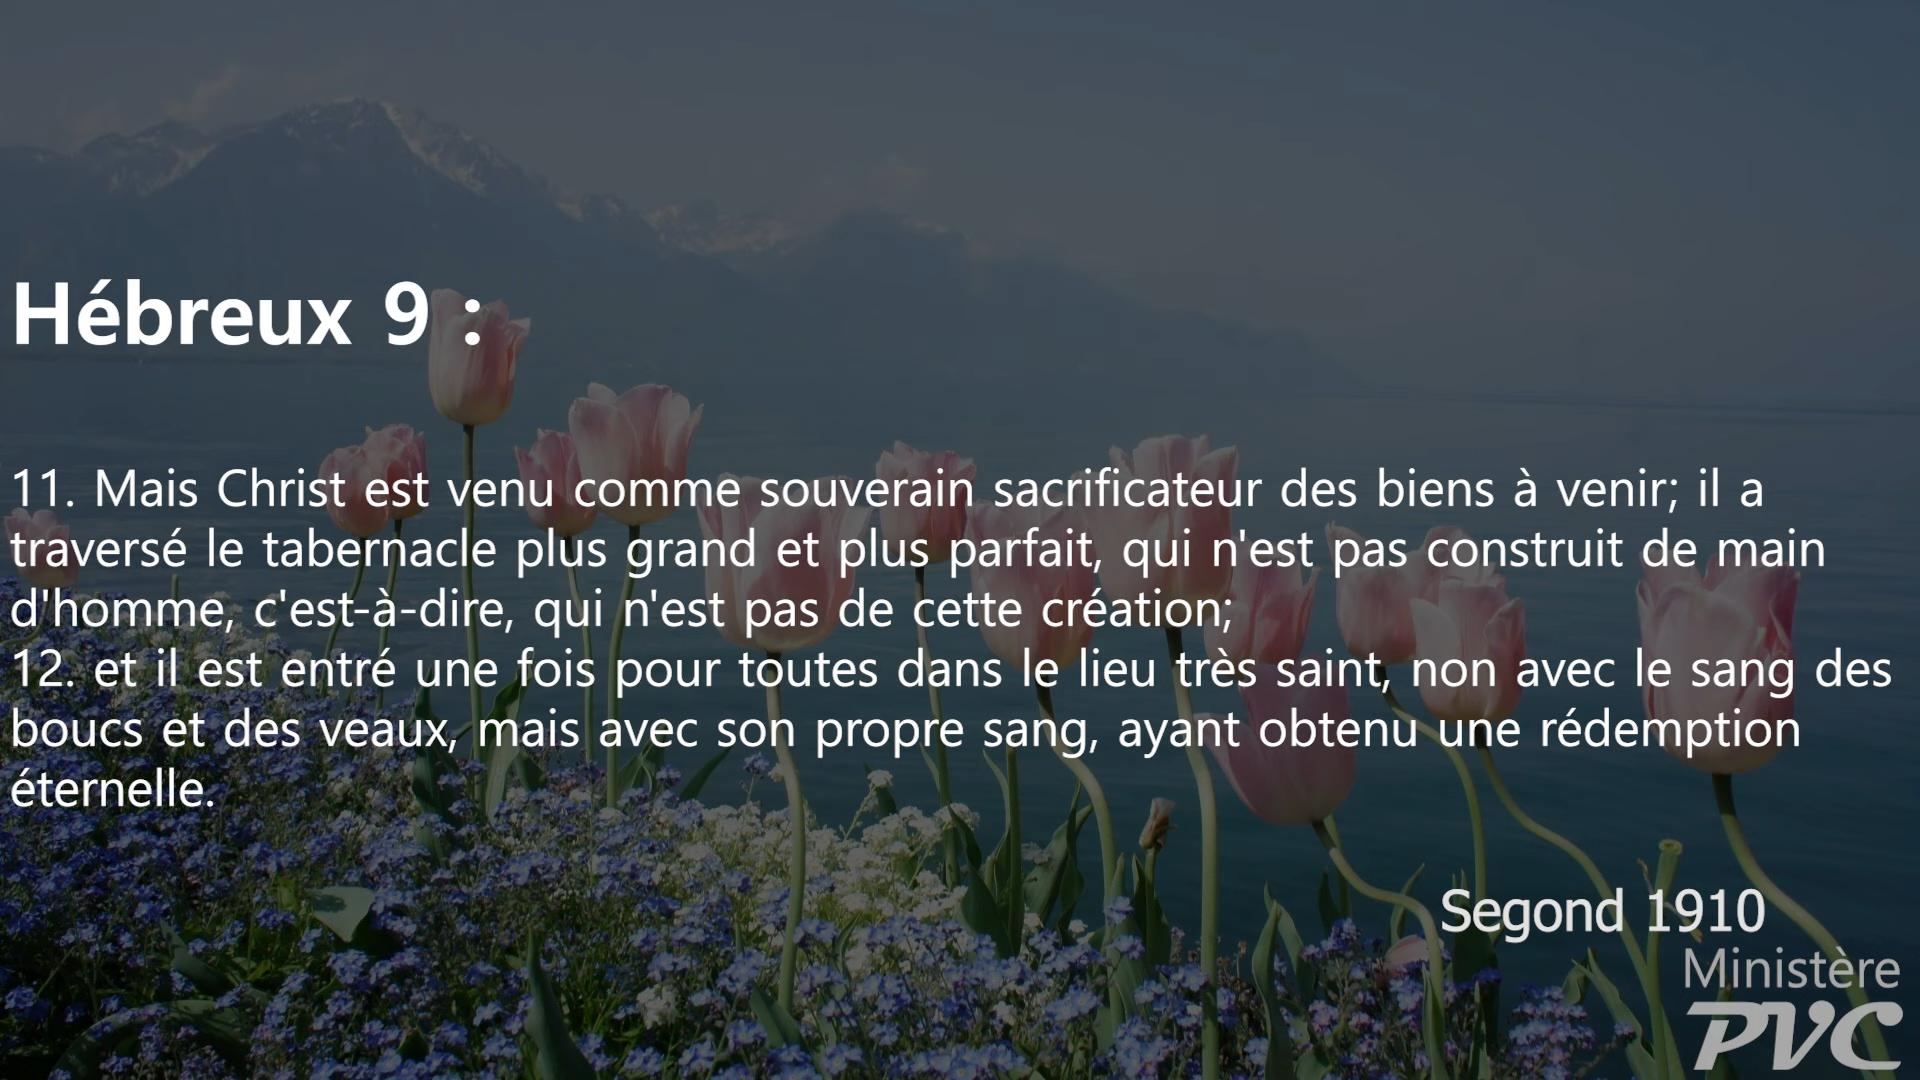 Hébreux 9 :
11. Mais Christ est venu comme souverain sacrificateur des biens à venir; il a
traversé le tabernacle plus grand et plus parfait, qui n'est pas construit de main
d'homme, c'est-à-dire, qui n'est pas de cette création;
12. et il est entré une fois pour toutes dans le lieu très saint, non avec le sang des
boucs et des veaux, mais avec son propre sang, ayant obtenu une rédemption
éternelle.
Segond 1910
Ministère
PVC